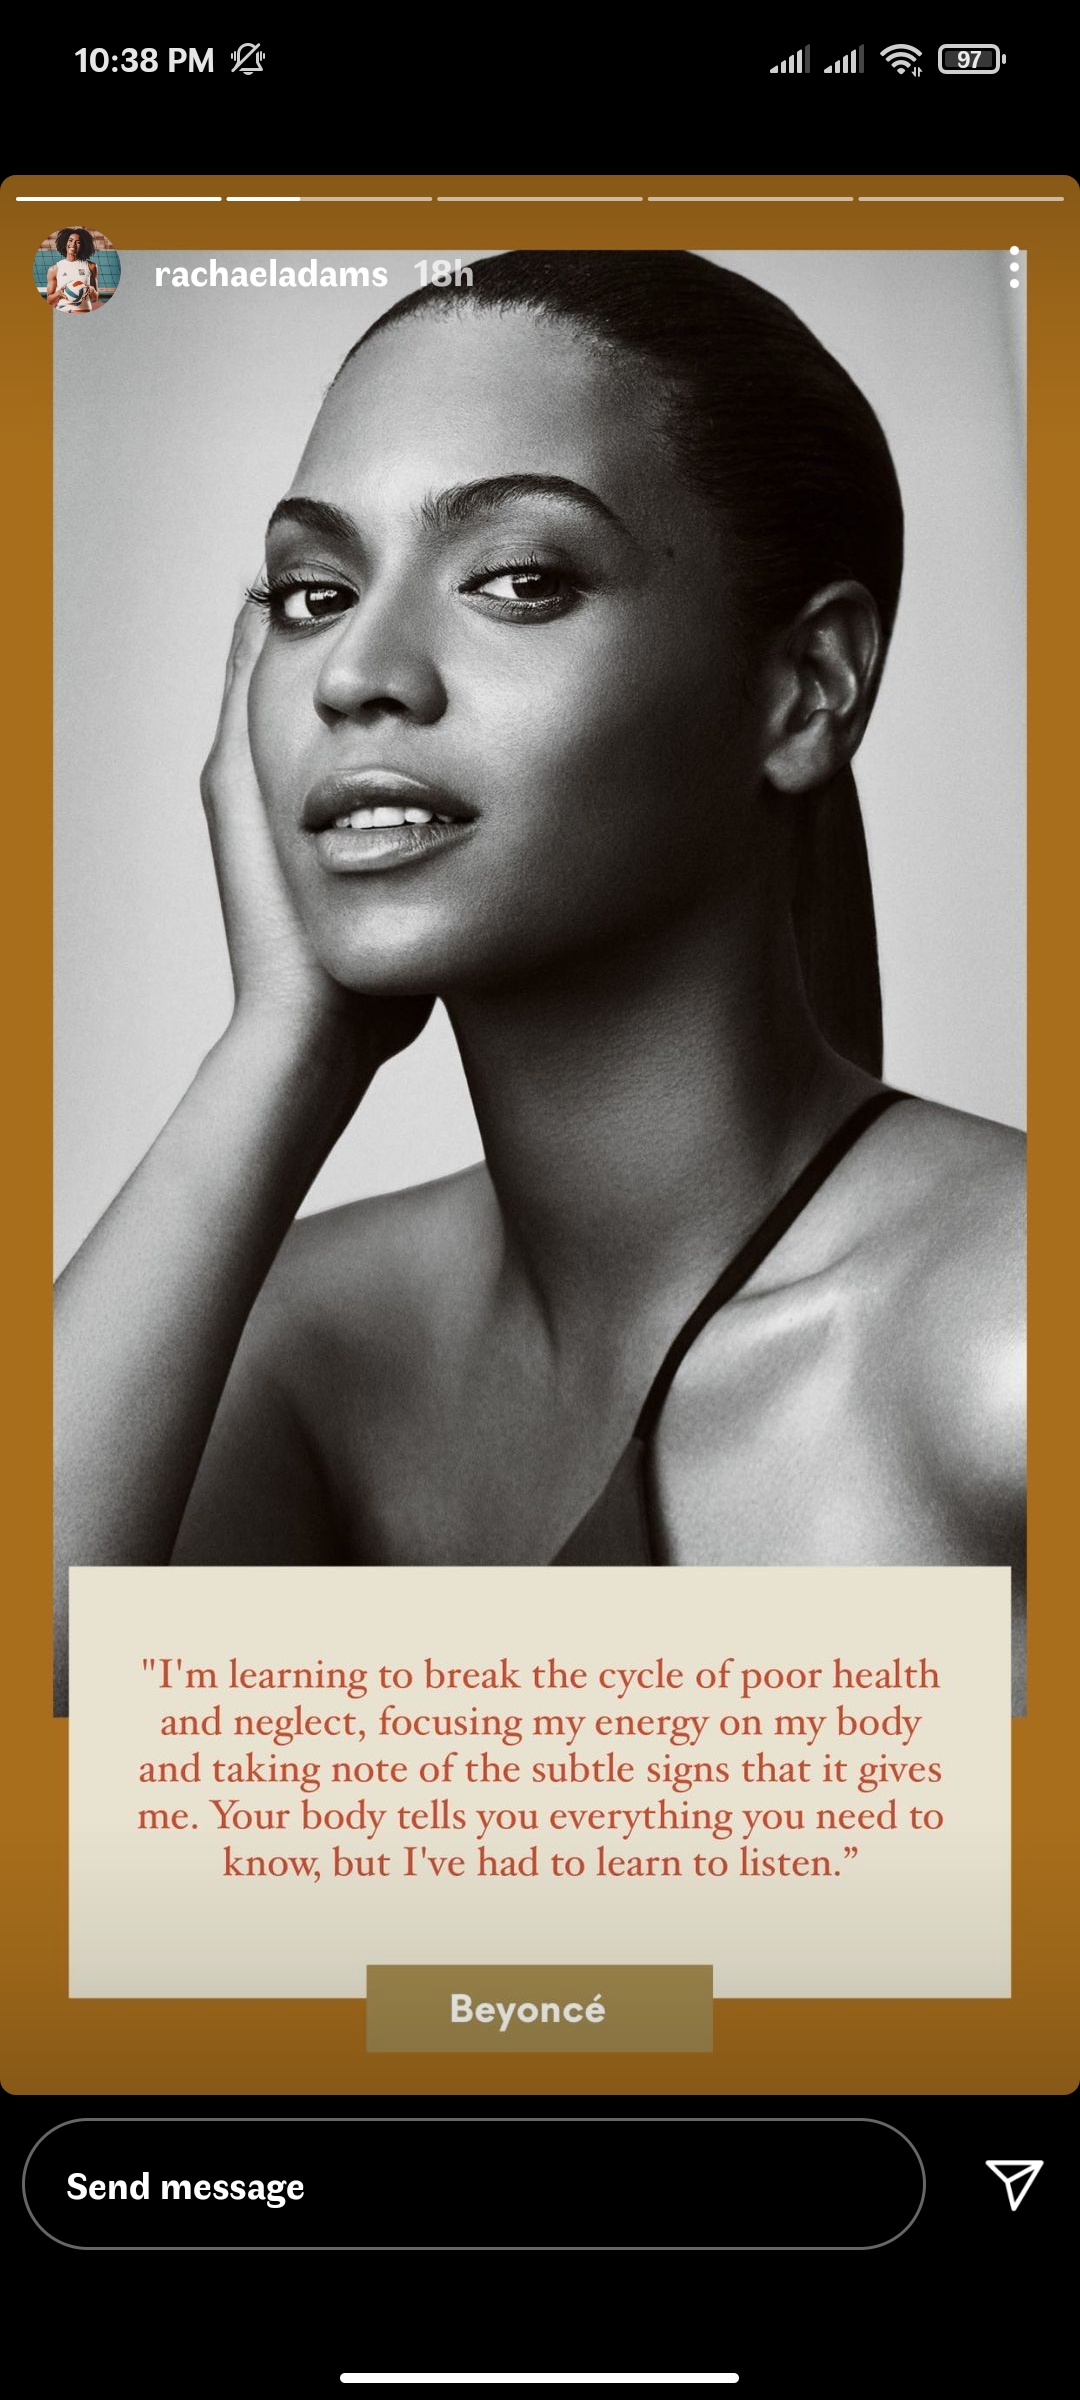 10:38 PM
97
rachaeladams 18h
"I'm learning to break the cycle of poor health
and neglect, focusing my energy on my body
and taking note of the subtle signs that it gives
me. Your body tells you everything you need to
know, but I've had to learn to listen.”
Beyoncé
Send message